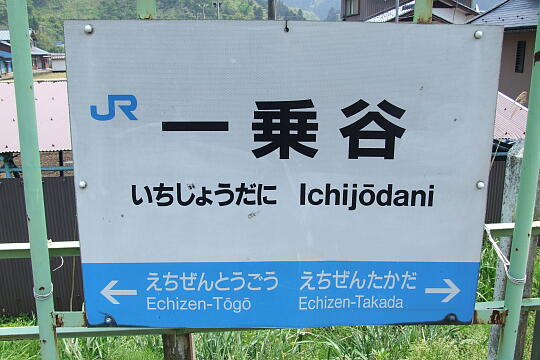 JR
一乗谷
いちじょうだに Ichijōdani
← えちぜんとうごう えちぜんたかだ →
Echizen-Tōgō Echizen-Takada